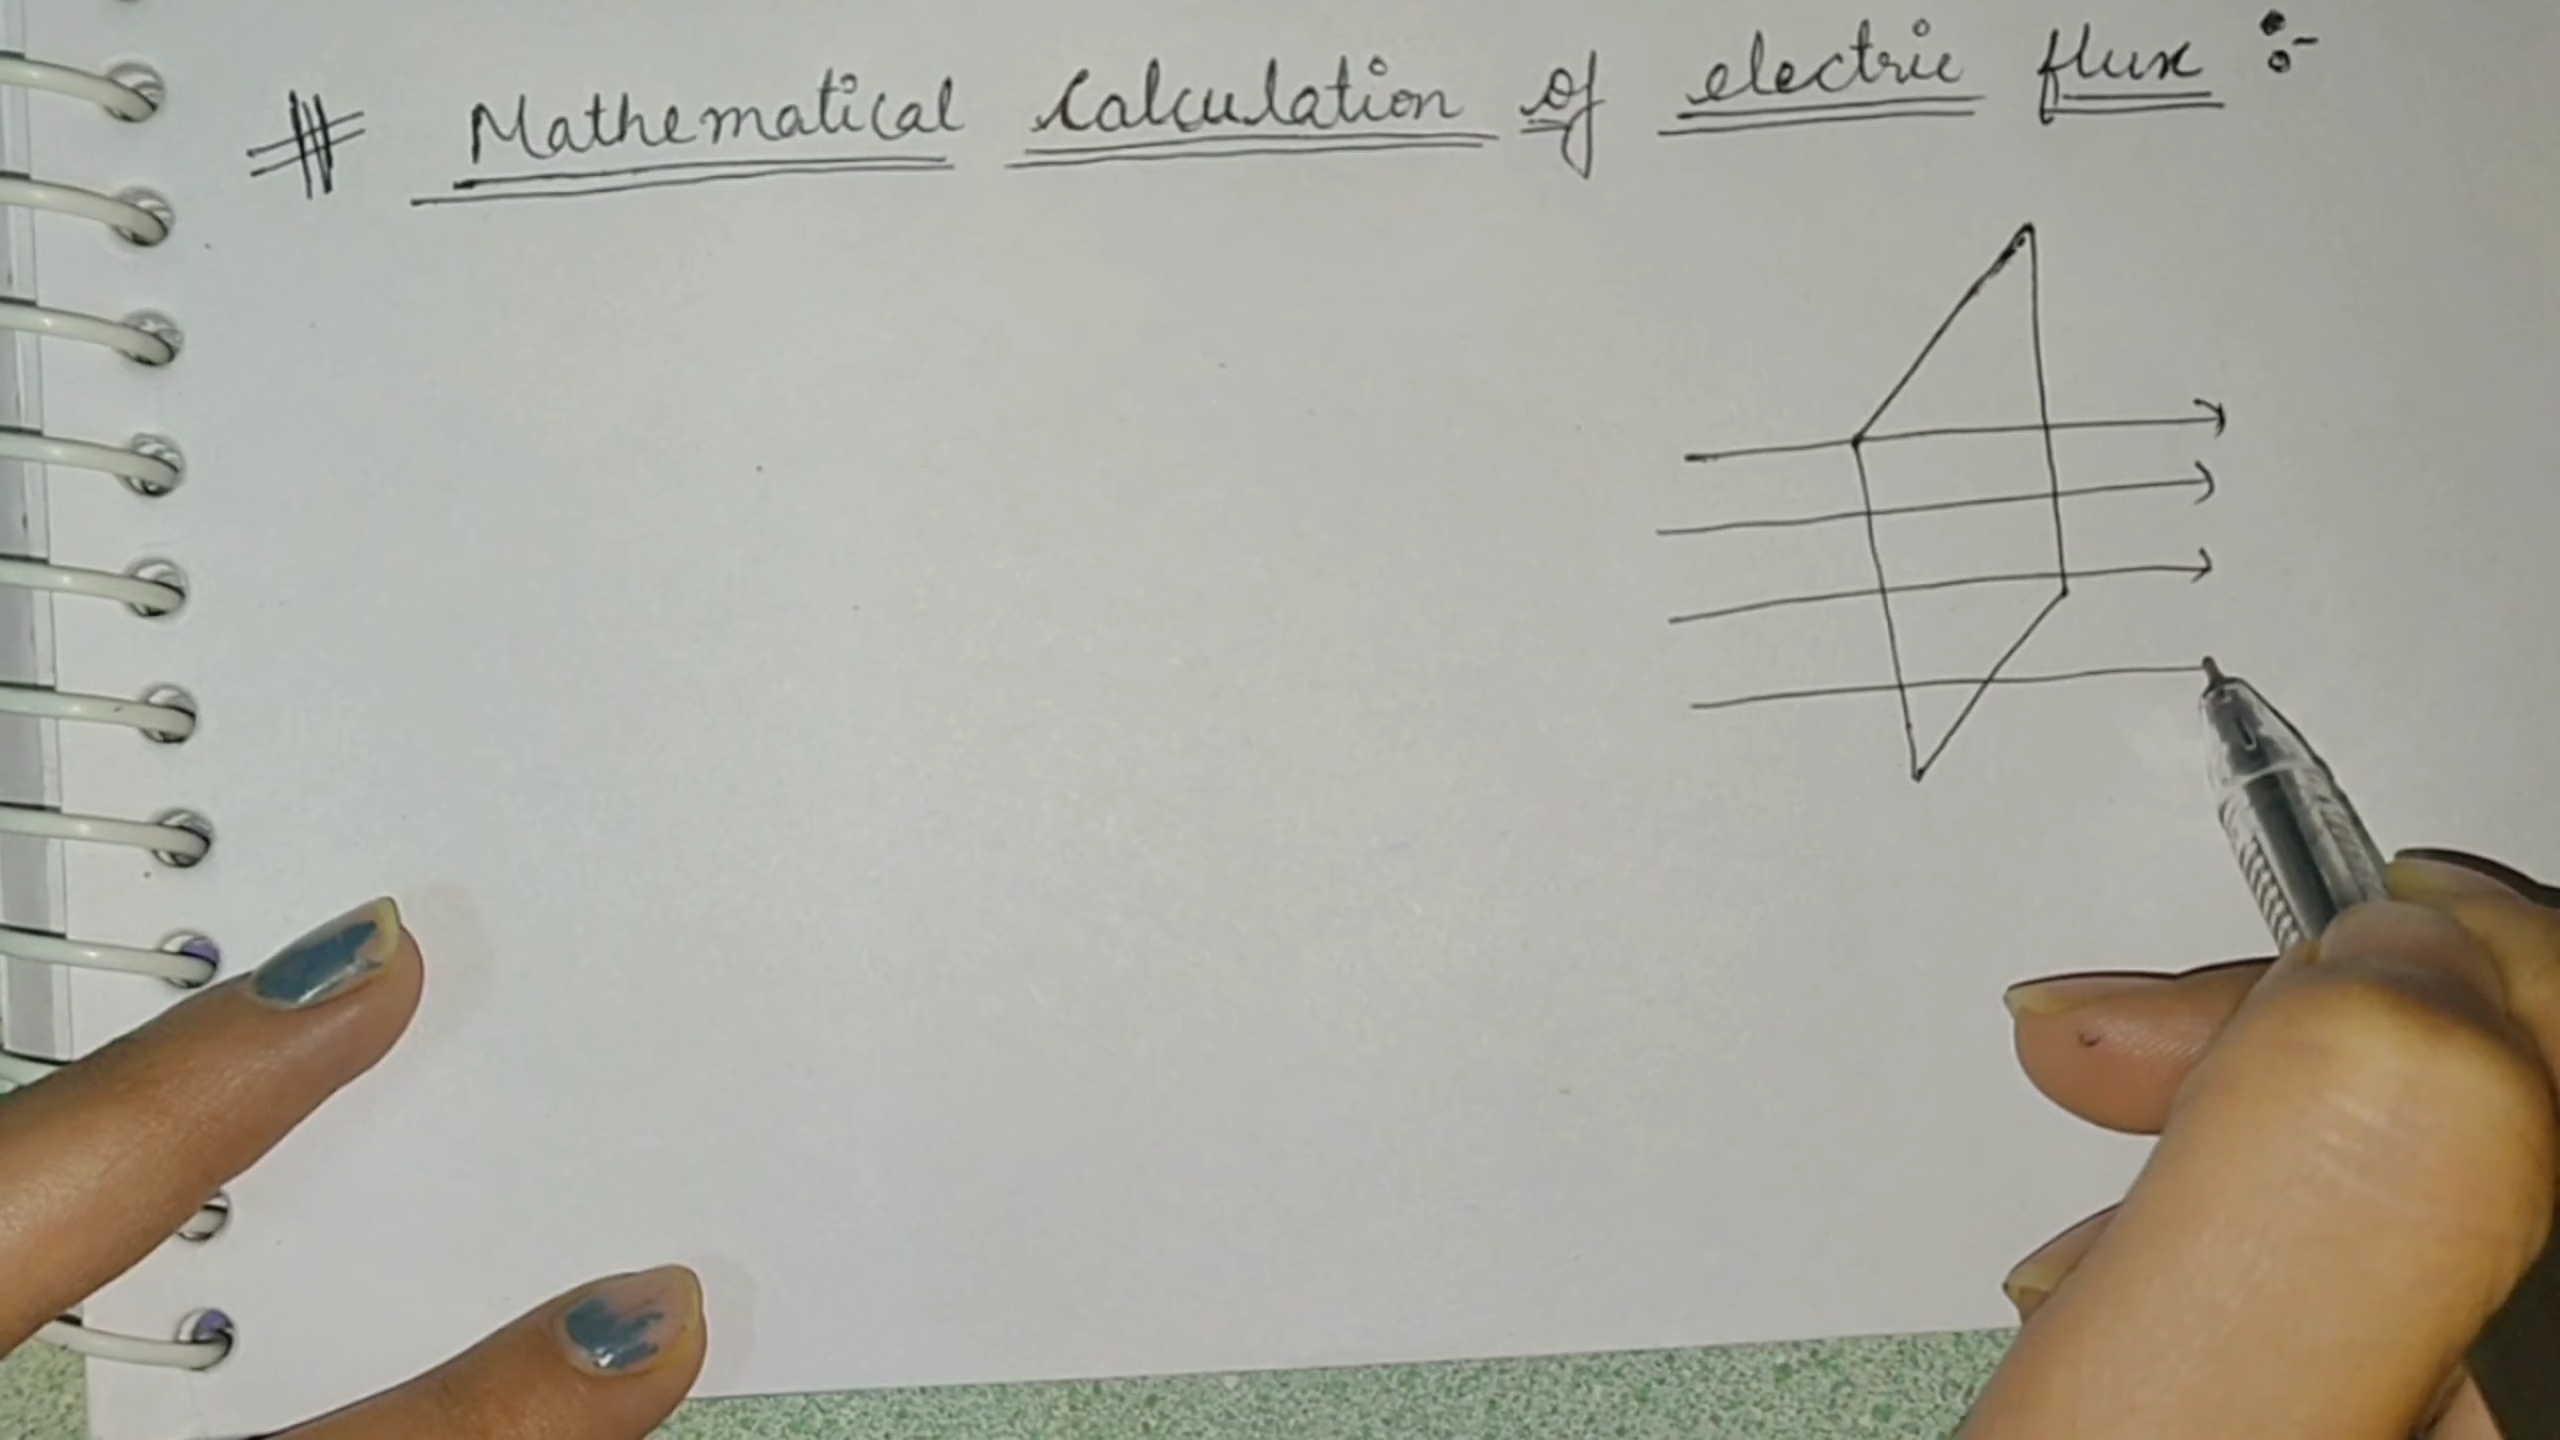 # Mathematical Calculation of electric flux :-